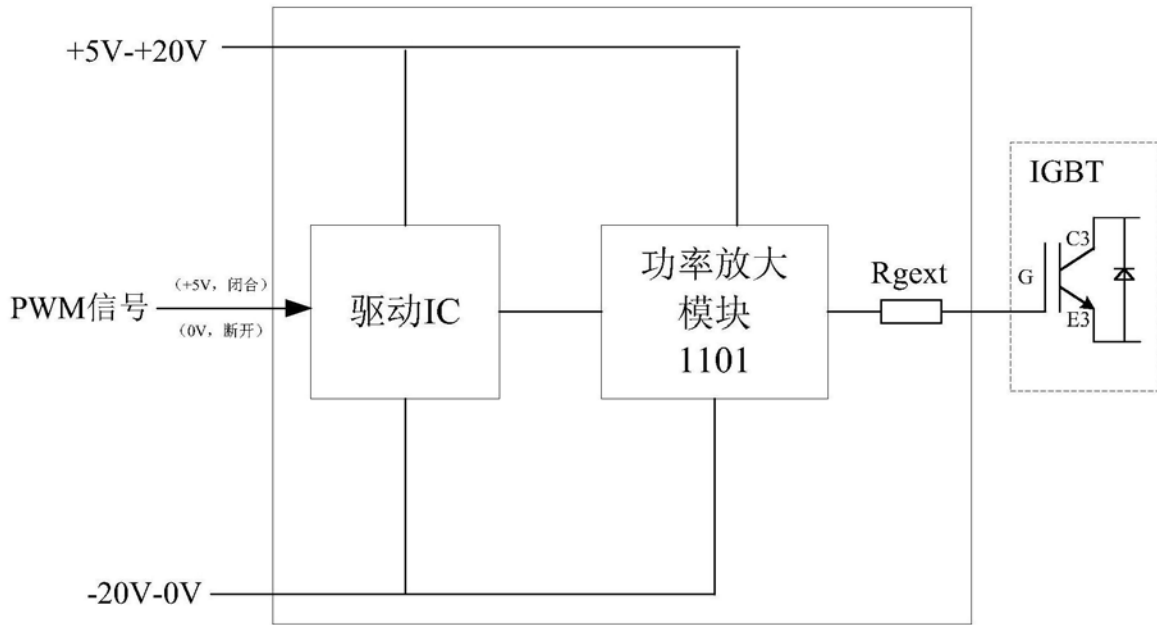 +5V-+20V
IGBT
C3
功率放大
模块
1101
Rgext
G
(+5V,闭合)
PWM信号
驱动IC
(0V,断开)
E3
-20V-0V